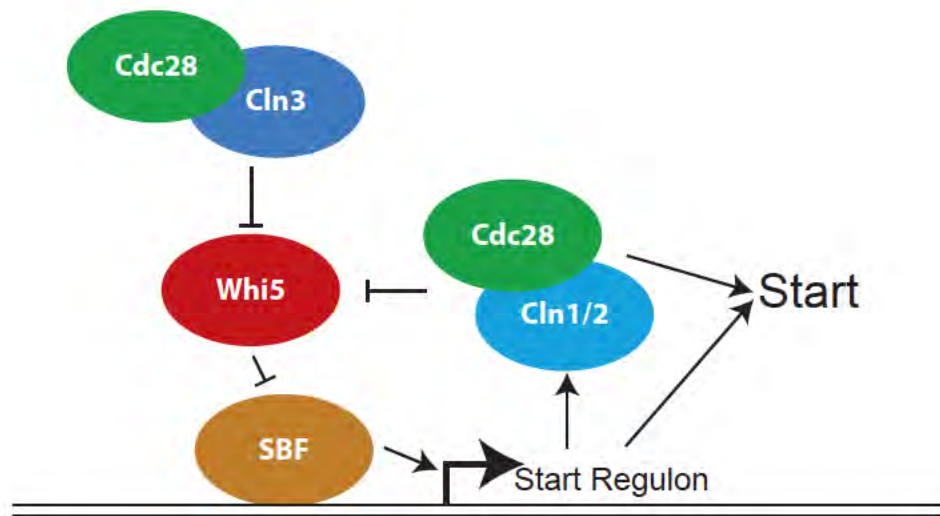 Cdc28
Cln3
Cdc28
Whi5
Cln1/2
Start
SBF
Start Regulon